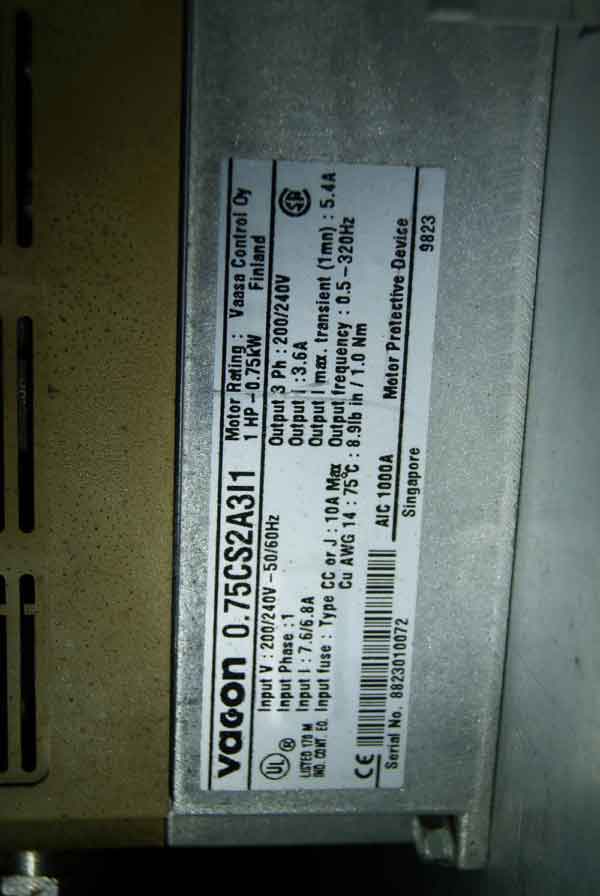 VACON 0.75CS2A3I1
Motor Rating : Vaasa Control Oy
1 HP - 0.75kW Finland
Input V : 200/240V - 50/60Hz
Output 3 Ph : 200/240V
Input Phase : 1
Output I : 3.6A
Input I : 7.6/6.8A
Output I max. transient (1mn) : 5.4A
Input fuse : Type CC or J : 10A Max
Output frequency : 0.5 - 320Hz
Cu AWG 14 : 75°C : 8.9lb in / 1.0 Nm
UL ®
LISTED 176 M
IND. CONT. EQ.
CE
AIC 1000A
Motor Protective Device
Serial No. 8823010072
Singapore
9823